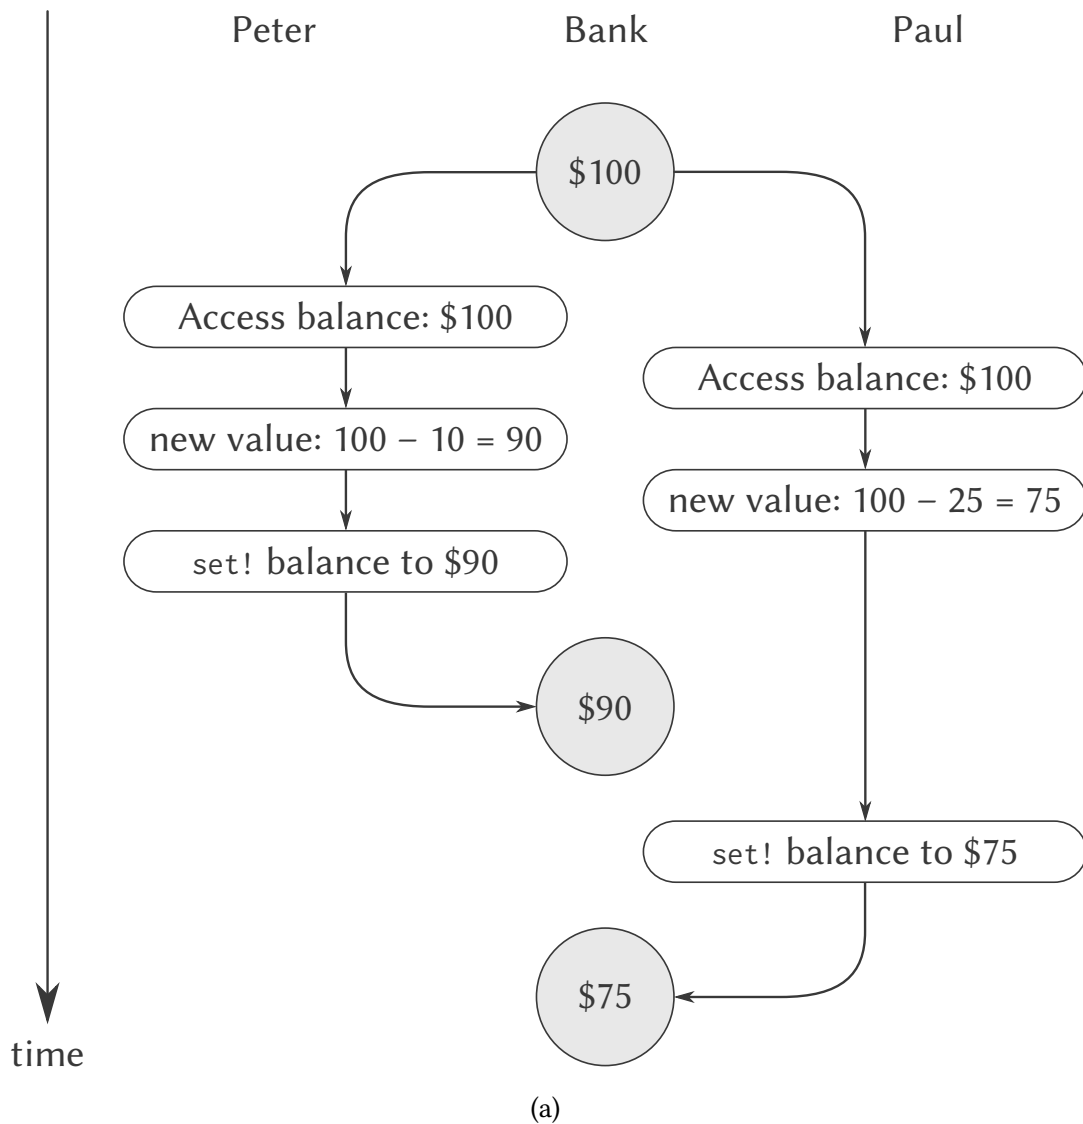 Peter Bank Paul
$100
Access balance: $100
Access balance: $100
new value: 100 – 10 = 90
new value: 100 – 25 = 75
set! balance to $90
$90
set! balance to $75
$75
time
(a)